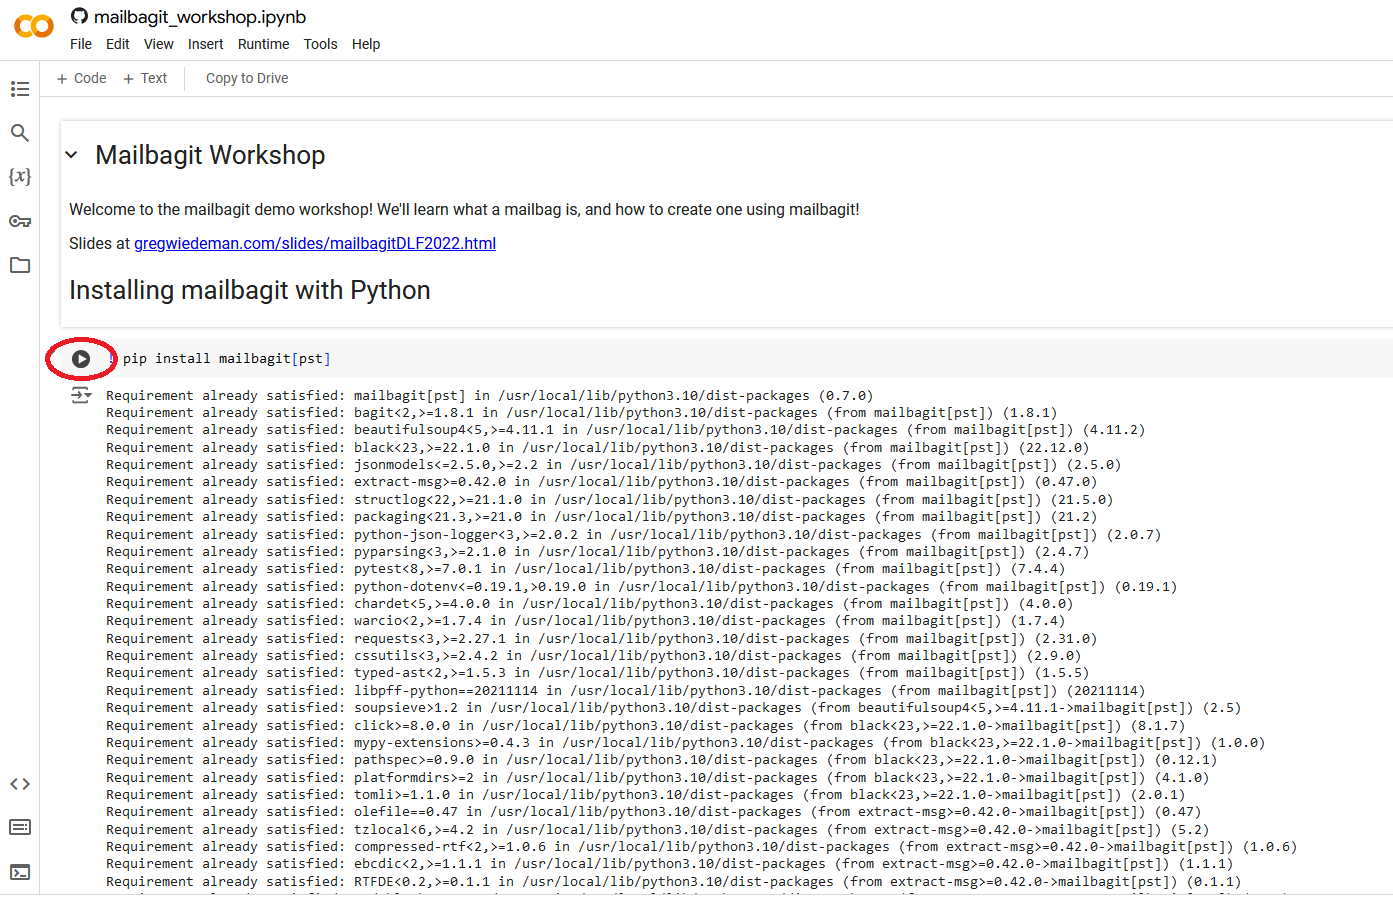 mailbagit_workshop.ipynb
File Edit View Insert Runtime Tools Help
+ Code + Text Copy to Drive
Mailbagit Workshop
{x}
Welcome to the mailbagit demo workshop! We'll learn what a mailbag is, and how to create one using mailbagit!
Slides at gregwiedeman.com/slides/mailbagitDLF2022.html
Installing mailbagit with Python
! pip install mailbagit[pst]
Requirement already satisfied: mailbagit[pst] in /usr/local/lib/python3.10/dist-packages (0.7.0)
Requirement already satisfied: bagit<2,>=1.8.1 in /usr/local/lib/python3.10/dist-packages (from mailbagit[pst]) (1.8.1)
Requirement already satisfied: beautifulsoup4<5,>=4.11.1 in /usr/local/lib/python3.10/dist-packages (from mailbagit[pst]) (4.11.2)
Requirement already satisfied: black<23,>=22.1.0 in /usr/local/lib/python3.10/dist-packages (from mailbagit[pst]) (22.12.0)
Requirement already satisfied: jsonmodels<=2.5.0,>=2.2 in /usr/local/lib/python3.10/dist-packages (from mailbagit[pst]) (2.5.0)
Requirement already satisfied: extract-msg>=0.42.0 in /usr/local/lib/python3.10/dist-packages (from mailbagit[pst]) (0.47.0)
Requirement already satisfied: structlog<22,>=21.1.0 in /usr/local/lib/python3.10/dist-packages (from mailbagit[pst]) (21.5.0)
Requirement already satisfied: packaging<21.3,>=21.0 in /usr/local/lib/python3.10/dist-packages (from mailbagit[pst]) (21.2)
Requirement already satisfied: python-json-logger<3,>=2.0.2 in /usr/local/lib/python3.10/dist-packages (from mailbagit[pst]) (2.0.7)
Requirement already satisfied: pyparsing<3,>=2.1.0 in /usr/local/lib/python3.10/dist-packages (from mailbagit[pst]) (2.4.7)
Requirement already satisfied: pytest<8,>=7.0.1 in /usr/local/lib/python3.10/dist-packages (from mailbagit[pst]) (7.4.4)
Requirement already satisfied: python-dotenv<=0.19.1,>0.19.0 in /usr/local/lib/python3.10/dist-packages (from mailbagit[pst]) (0.19.1)
Requirement already satisfied: chardet<5,>=4.0.0 in /usr/local/lib/python3.10/dist-packages (from mailbagit[pst]) (4.0.0)
Requirement already satisfied: warcio<2,>=1.7.4 in /usr/local/lib/python3.10/dist-packages (from mailbagit[pst]) (1.7.4)
Requirement already satisfied: requests<3,>=2.27.1 in /usr/local/lib/python3.10/dist-packages (from mailbagit[pst]) (2.31.0)
Requirement already satisfied: cssutils<3,>=2.4.2 in /usr/local/lib/python3.10/dist-packages (from mailbagit[pst]) (2.9.0)
Requirement already satisfied: typed-ast<2,>=1.5.3 in /usr/local/lib/python3.10/dist-packages (from mailbagit[pst]) (1.5.5)
Requirement already satisfied: libpff-python==20211114 in /usr/local/lib/python3.10/dist-packages (from mailbagit[pst]) (20211114)
Requirement already satisfied: soupsieve>1.2 in /usr/local/lib/python3.10/dist-packages (from beautifulsoup4<5,>=4.11.1->mailbagit[pst]) (2.5)
Requirement already satisfied: click>=8.0.0 in /usr/local/lib/python3.10/dist-packages (from black<23,>=22.1.0->mailbagit[pst]) (8.1.7)
Requirement already satisfied: mypy-extensions>=0.4.3 in /usr/local/lib/python3.10/dist-packages (from black<23,>=22.1.0->mailbagit[pst]) (1.0.0)
Requirement already satisfied: pathspec>=0.9.0 in /usr/local/lib/python3.10/dist-packages (from black<23,>=22.1.0->mailbagit[pst]) (0.12.1)
Requirement already satisfied: platformdirs>=2 in /usr/local/lib/python3.10/dist-packages (from black<23,>=22.1.0->mailbagit[pst]) (4.1.0)
Requirement already satisfied: tomli>=1.1.0 in /usr/local/lib/python3.10/dist-packages (from black<23,>=22.1.0->mailbagit[pst]) (2.0.1)
Requirement already satisfied: olefile==0.47 in /usr/local/lib/python3.10/dist-packages (from extract-msg>=0.42.0->mailbagit[pst]) (0.47)
Requirement already satisfied: tzlocal<6,>=4.2 in /usr/local/lib/python3.10/dist-packages (from extract-msg>=0.42.0->mailbagit[pst]) (5.2)
Requirement already satisfied: compressed-rtf<2,>=1.0.6 in /usr/local/lib/python3.10/dist-packages (from extract-msg>=0.42.0->mailbagit[pst]) (1.0.6)
Requirement already satisfied: ebcdic<2,>=1.1.1 in /usr/local/lib/python3.10/dist-packages (from extract-msg>=0.42.0->mailbagit[pst]) (1.1.1)
Requirement already satisfied: RTFDE<0.2,>=0.1.1 in /usr/local/lib/python3.10/dist-packages (from extract-msg>=0.42.0->mailbagit[pst]) (0.1.1)